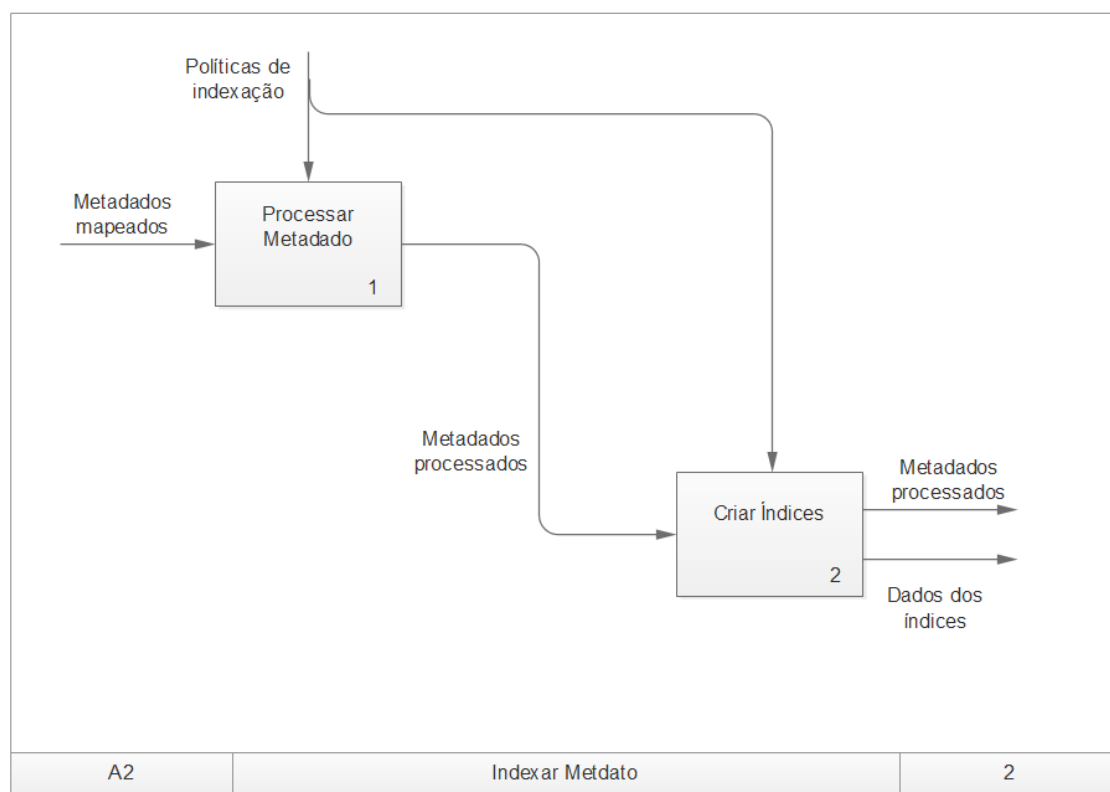 Políticas de
indexação
Metadados
mapeados
Processar
Metadado
1
Metadados
processados
Criar Índices
2
Metadados
processados
Dados dos
índices
A2
Indexar Metdato
2